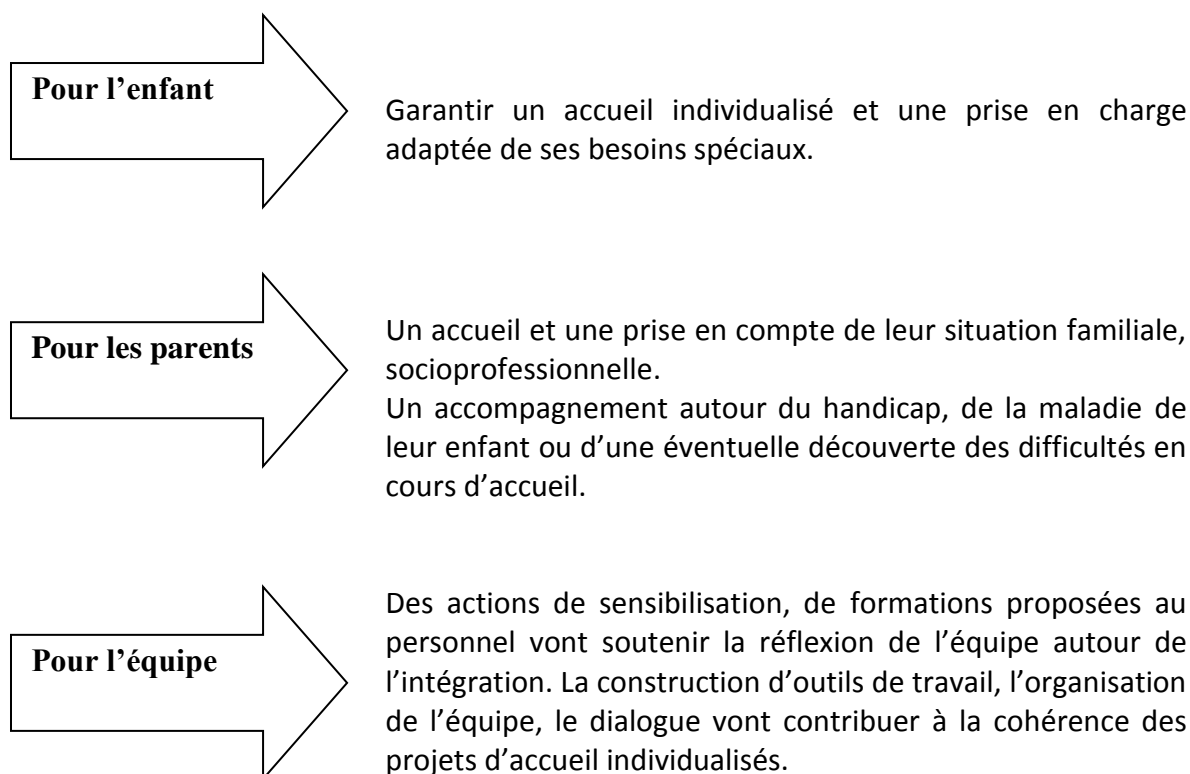 Pour l’enfant
Garantir un accueil individualisé et une prise en charge
adaptée de ses besoins spéciaux.
Pour les parents
Un accueil et une prise en compte de leur situation familiale,
socioprofessionnelle.
Un accompagnement autour du handicap, de la maladie de
leur enfant ou d’une éventuelle découverte des difficultés en
cours d’accueil.
Pour l’équipe
Des actions de sensibilisation, de formations proposées au
personnel vont soutenir la réflexion de l’équipe autour de
l’intégration. La construction d’outils de travail, l’organisation
de l’équipe, le dialogue vont contribuer à la cohérence des
projets d’accueil individualisés.